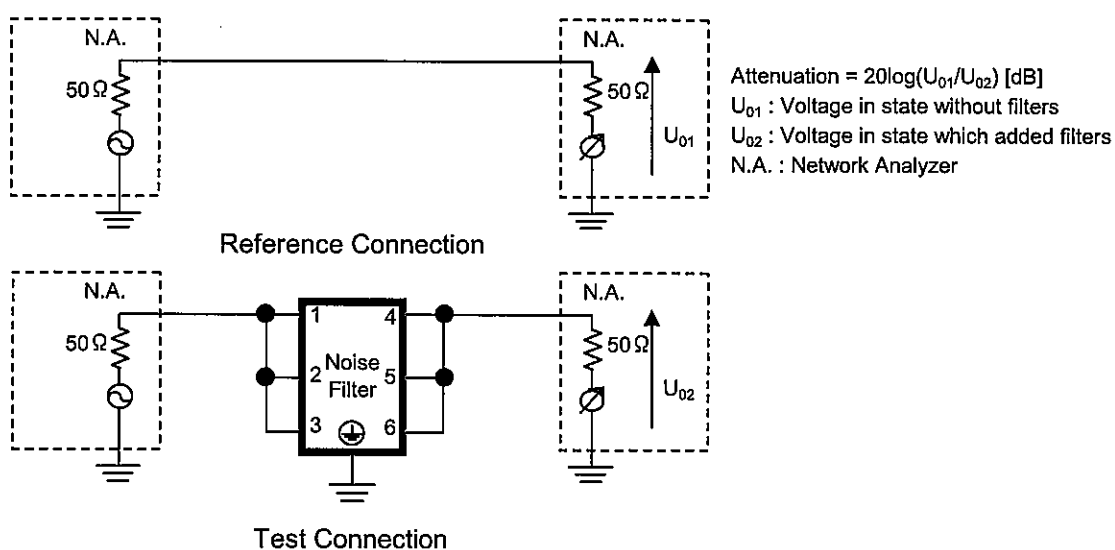 N.A.
50Ω
N.A.
50Ω
U01
Attenuation = 20log(U01/U02) [dB]
U01 : Voltage in state without filters
U02 : Voltage in state which added filters
N.A. : Network Analyzer
Reference Connection
N.A.
50Ω
1
2
3
Noise
Filter
4
5
6
N.A.
50Ω
U02
Test Connection